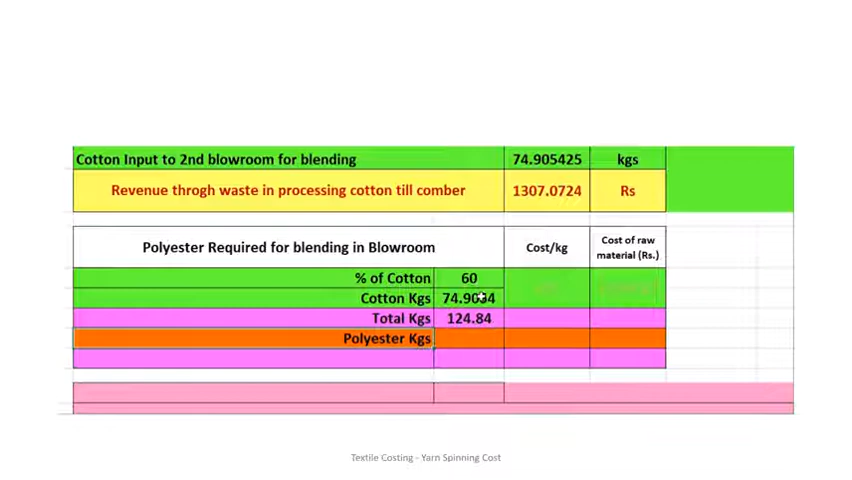 Cotton Input to 2nd blowroom for blending 74.905425 kgs
Revenue throgh waste in processing cotton till comber 1307.0724 Rs
Polyester Required for blending in Blowroom Cost/kg Cost of raw material (Rs.)
% of Cotton 60
Cotton Kgs
Total Kgs 124.84
Polyester Kgs
Textile Costing - Yarn Spinning Cost